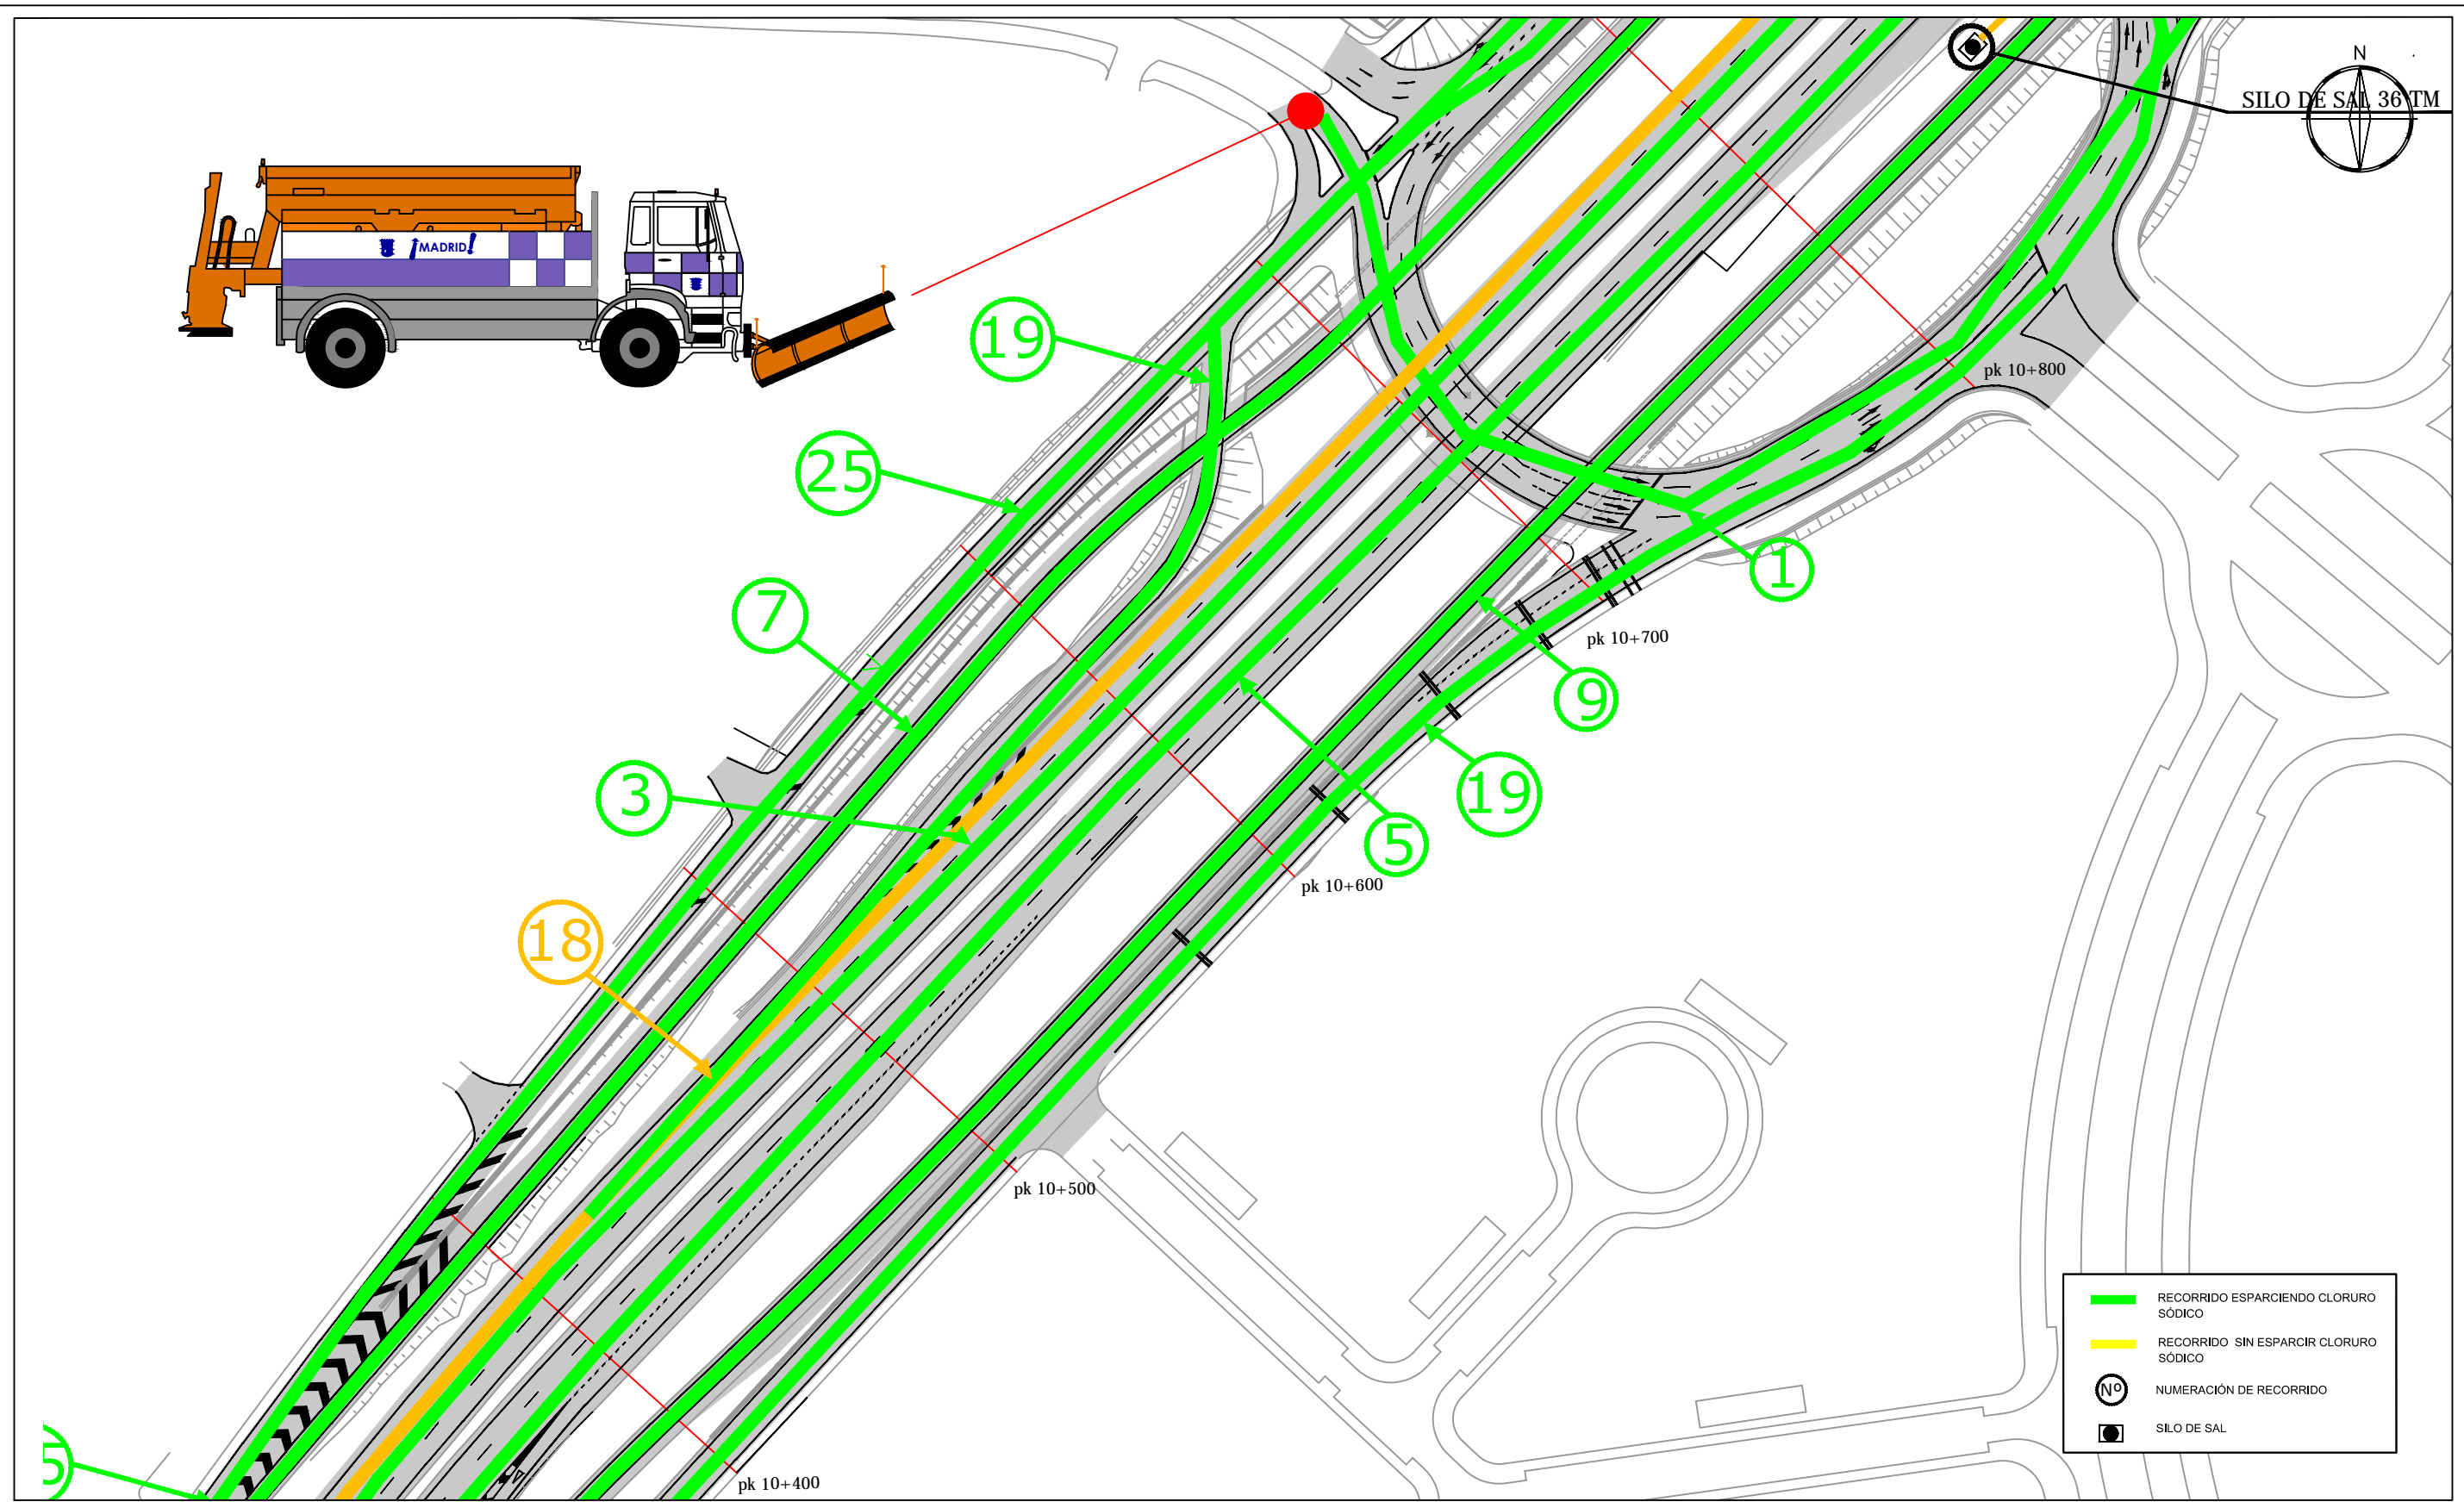 N
SILO DE SAL 36 TM
¡MADRID!
19
25
pk 10+800
1
7
pk 10+700
9
3
19
5
pk 10+600
18
pk 10+500
5
pk 10+400
RECORRIDO ESPARCIENDO CLORURO
SÓDICO
RECORRIDO SIN ESPARCIR CLORURO
SÓDICO
Nº
NUMERACIÓN DE RECORRIDO
SILO DE SAL